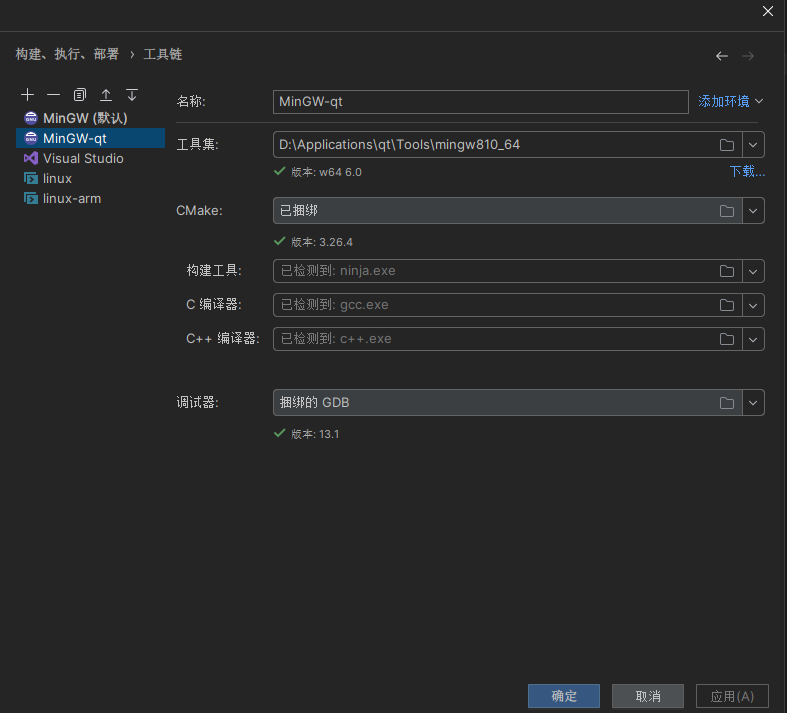 构建、执行、部署 › 工具链
MinGW (默认)
MinGW-qt
Visual Studio
linux
linux-arm
名称: MinGW-qt 添加环境
工具集: D:\Applications\qt\Tools\mingw810_64
版本: w64 6.0 下载...
CMake: 已捆绑
版本: 3.26.4
构建工具: 已检测到: ninja.exe
C 编译器: 已检测到: gcc.exe
C++ 编译器: 已检测到: c++.exe
调试器: 捆绑的 GDB
版本: 13.1
确定 取消 应用(A)